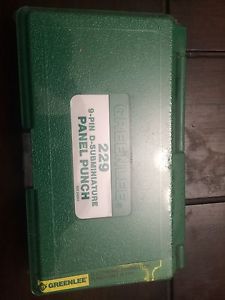 GREENLEE
229
9-PIN D-SUBMINIATURE
PANEL PUNCH
GREENLEE